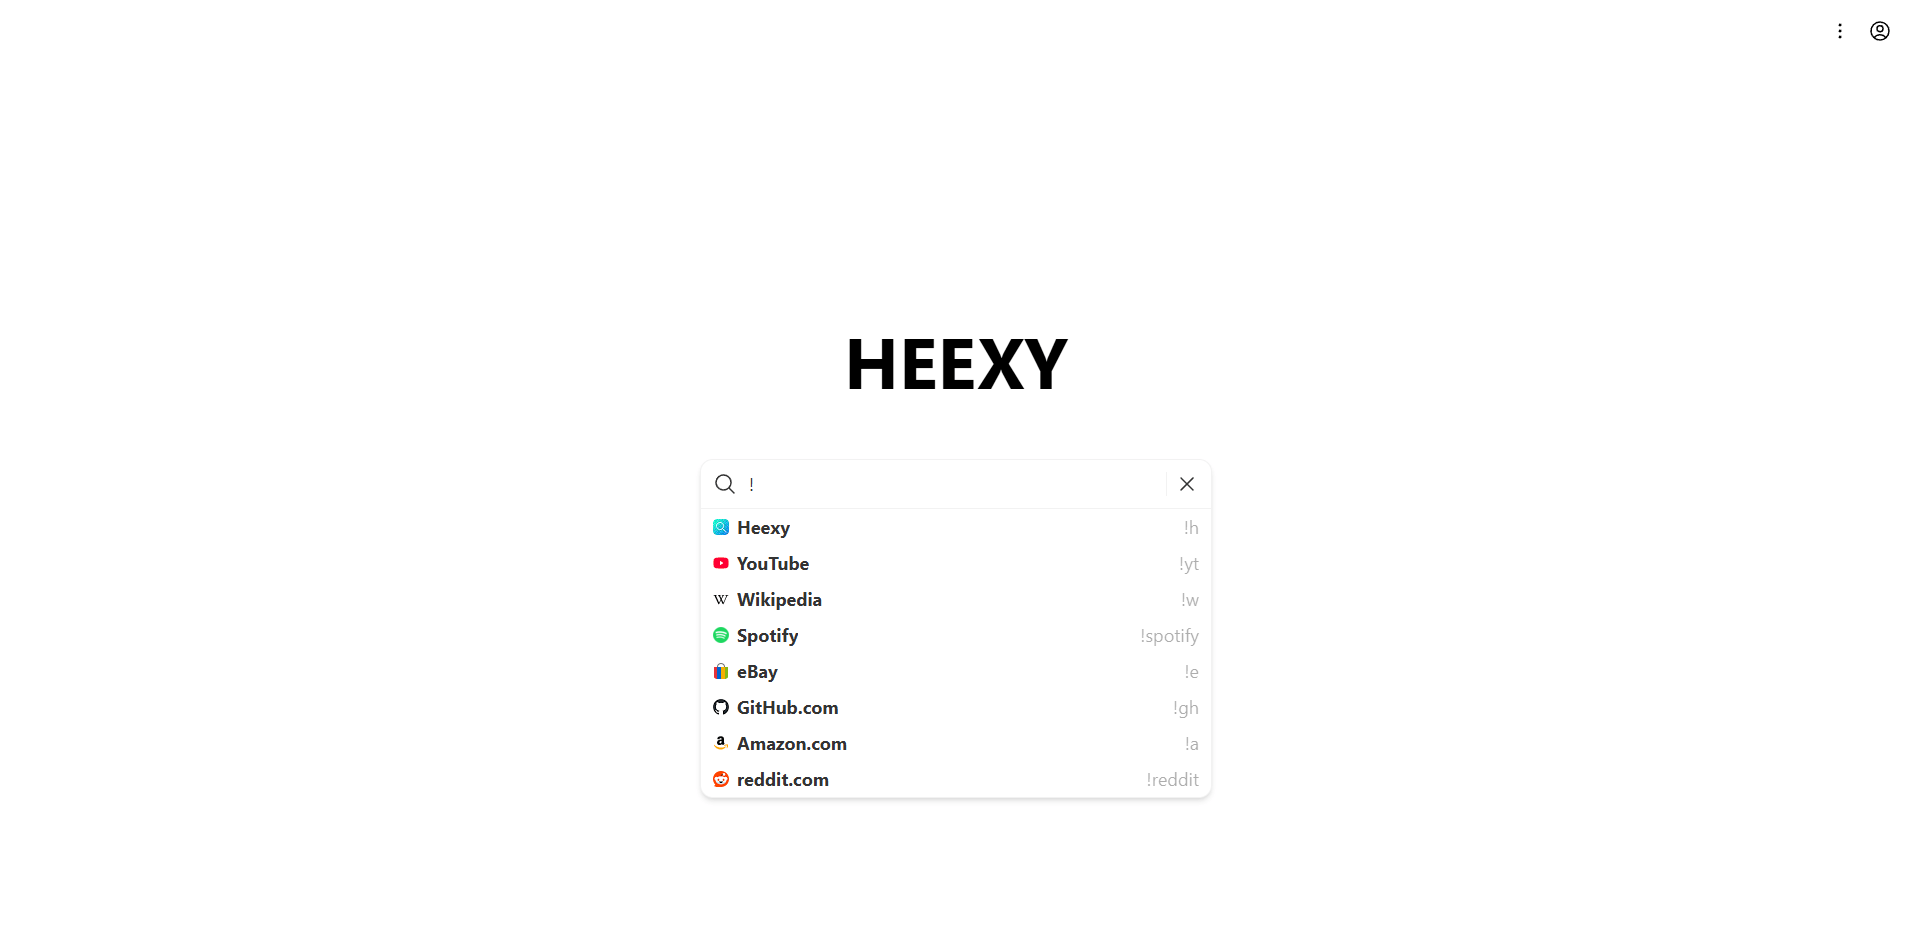 HEEXY
!
Heexy !h
YouTube !yt
Wikipedia !w
Spotify !spotify
eBay !e
GitHub.com !gh
Amazon.com !a
reddit.com !reddit